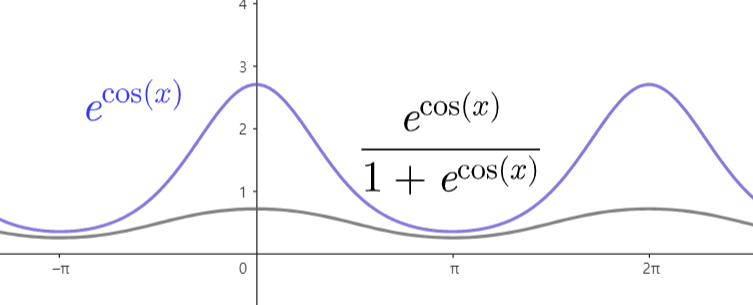 4
3
e^cos(x)
e^cos(x)
2
1 + e^cos(x)
1
−π
0
π
2π